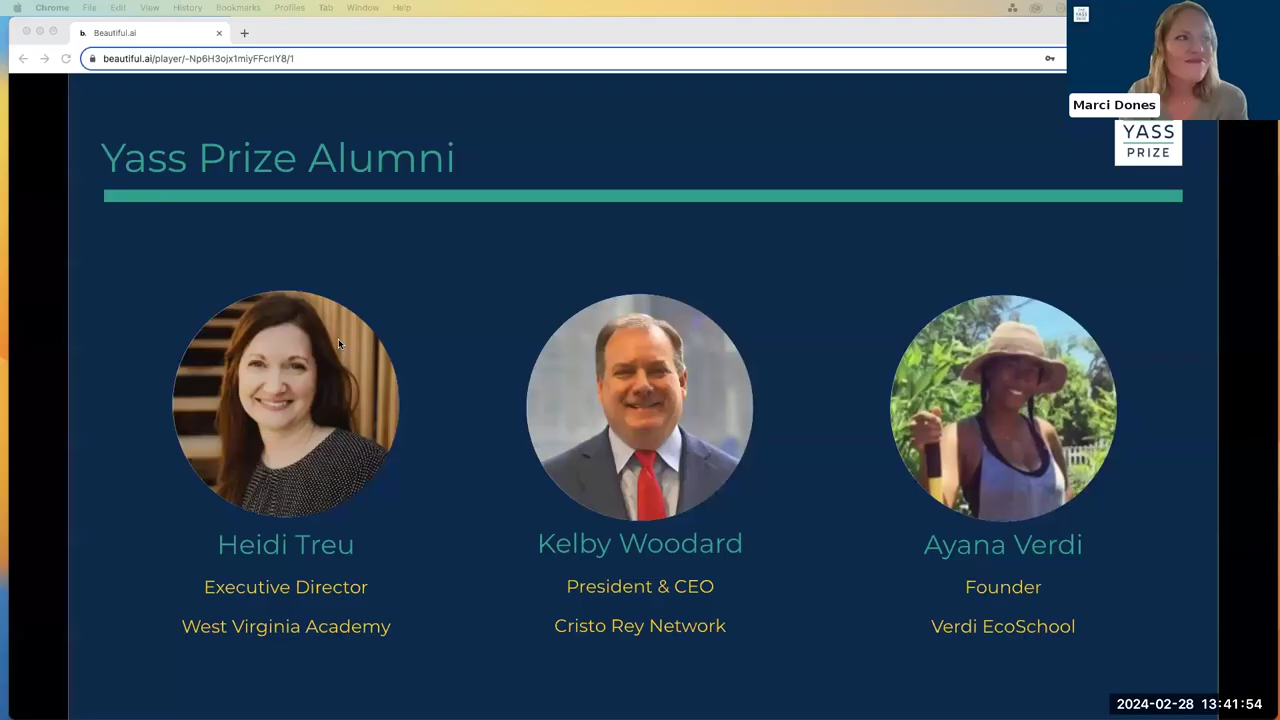 Chrome File Edit View History Bookmarks Profiles Tab Window Help
b. Beautiful.ai
beautiful.ai/player/-Np6H3ojx1miyFFcrIY8/1
Marci Dones
YASS
PRIZE
Yass Prize Alumni
Heidi Treu
Executive Director
West Virginia Academy
Kelby Woodard
President & CEO
Cristo Rey Network
Ayana Verdi
Founder
Verdi EcoSchool
2024-02-28 13:41:54